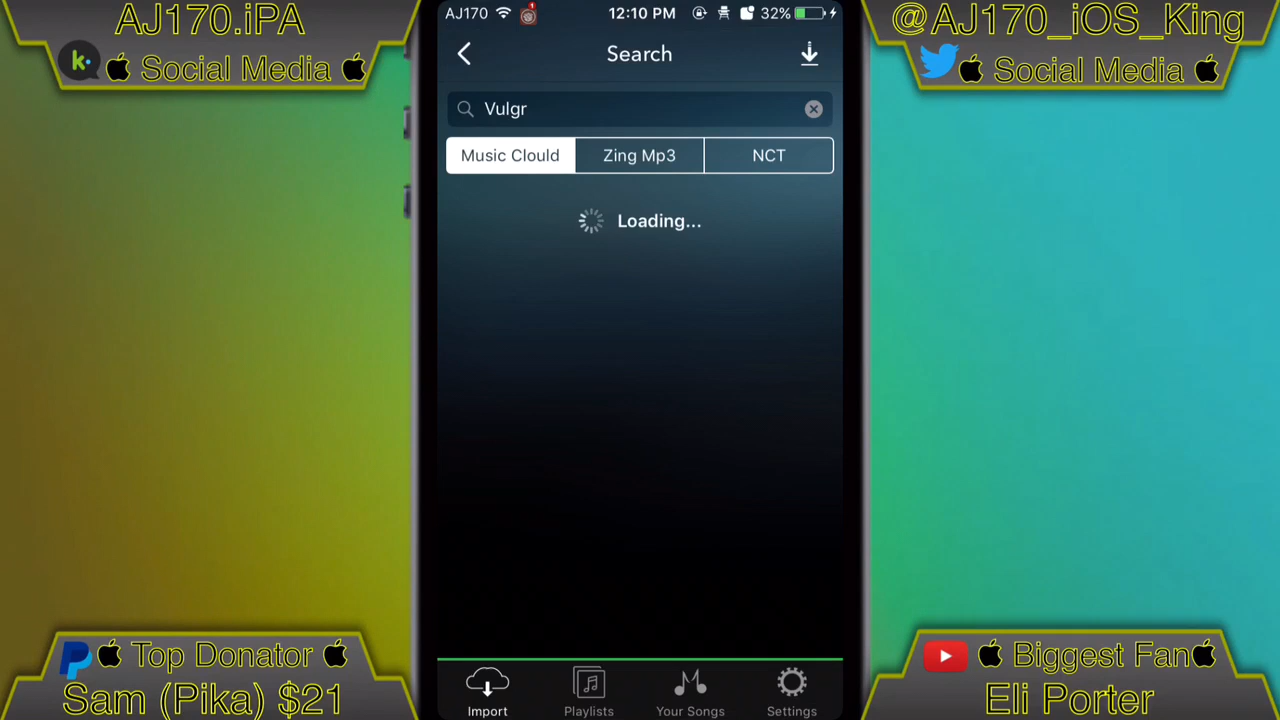 AJ170.iPA
k Social Media
@AJ170_iOS_King
Social Media
AJ170 1 12:10 PM 32%
Search
Vulgr
Music Clould Zing Mp3 NCT
Loading...
Import Playlists Your Songs Settings
Top Donator
Sam (Pika) $21
Biggest Fan
Eli Porter